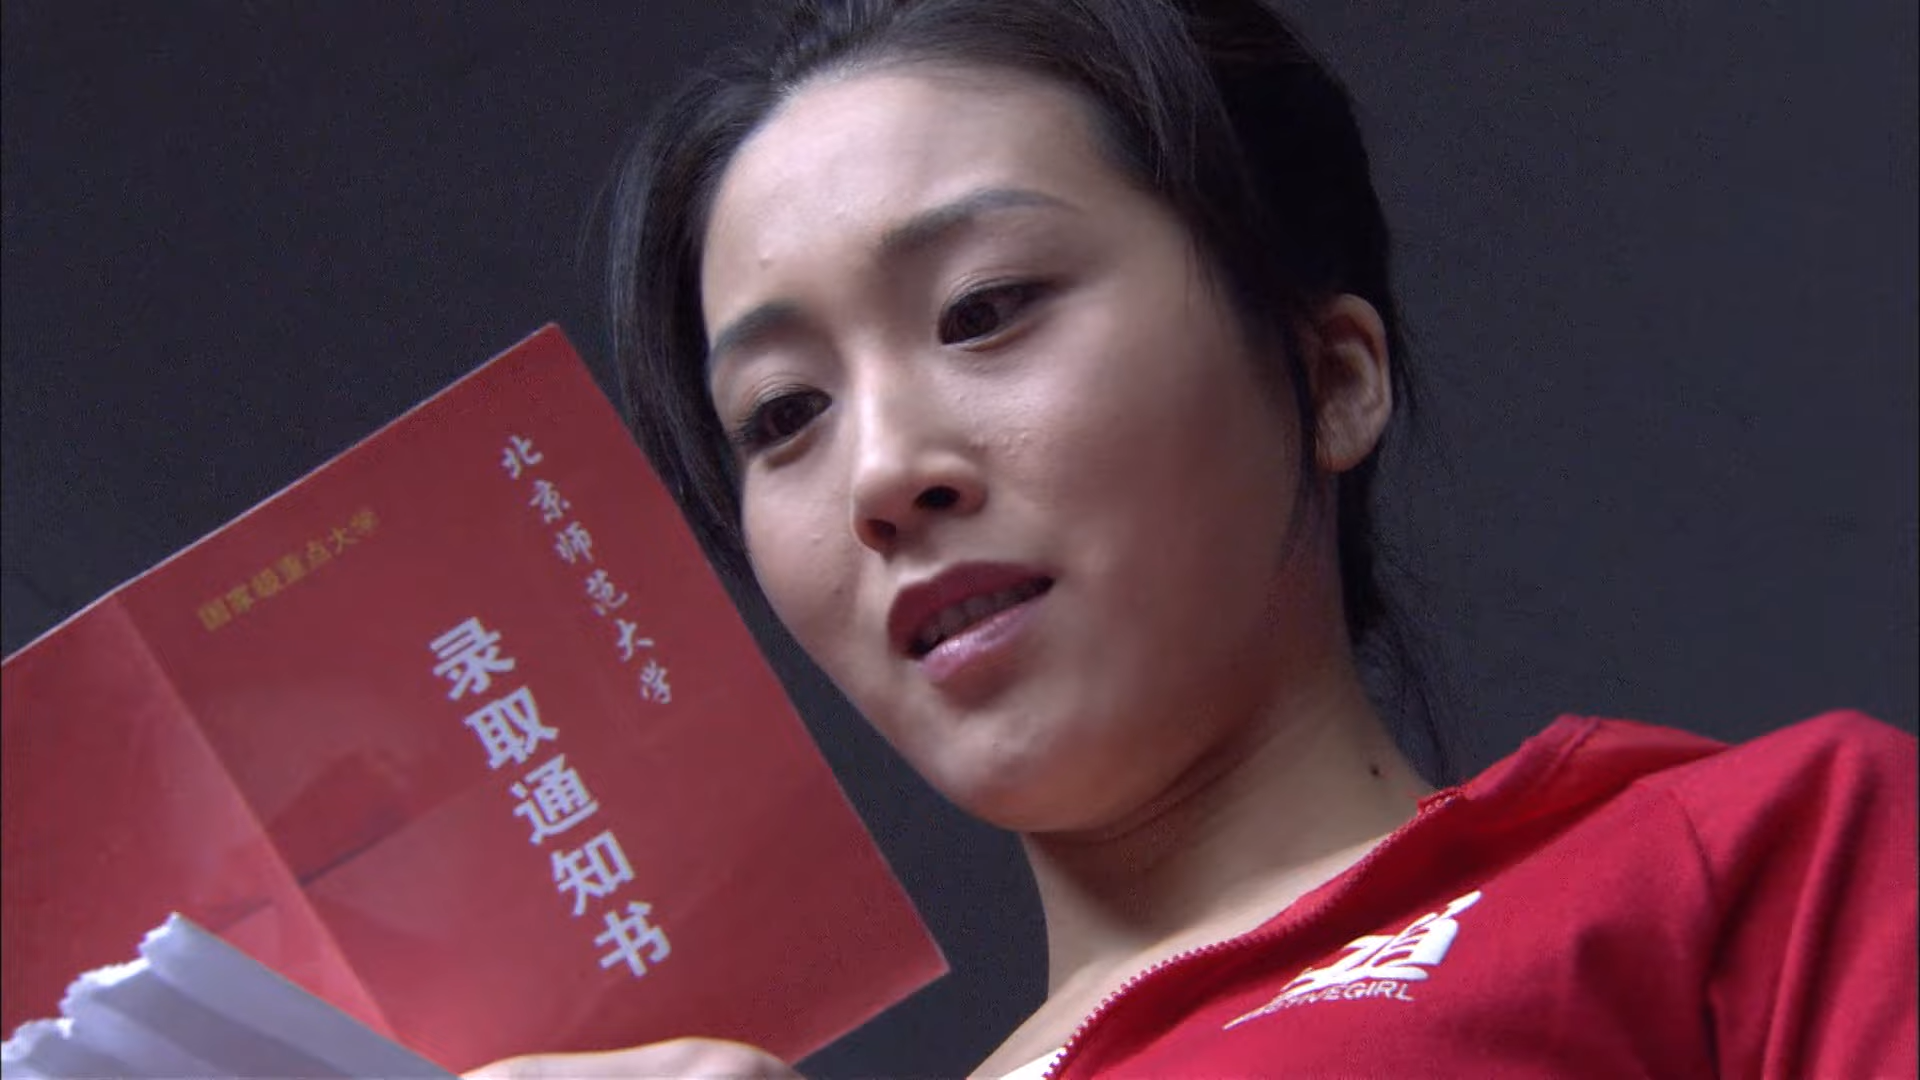 北京师范大学
录取通知书
国家级重点大学